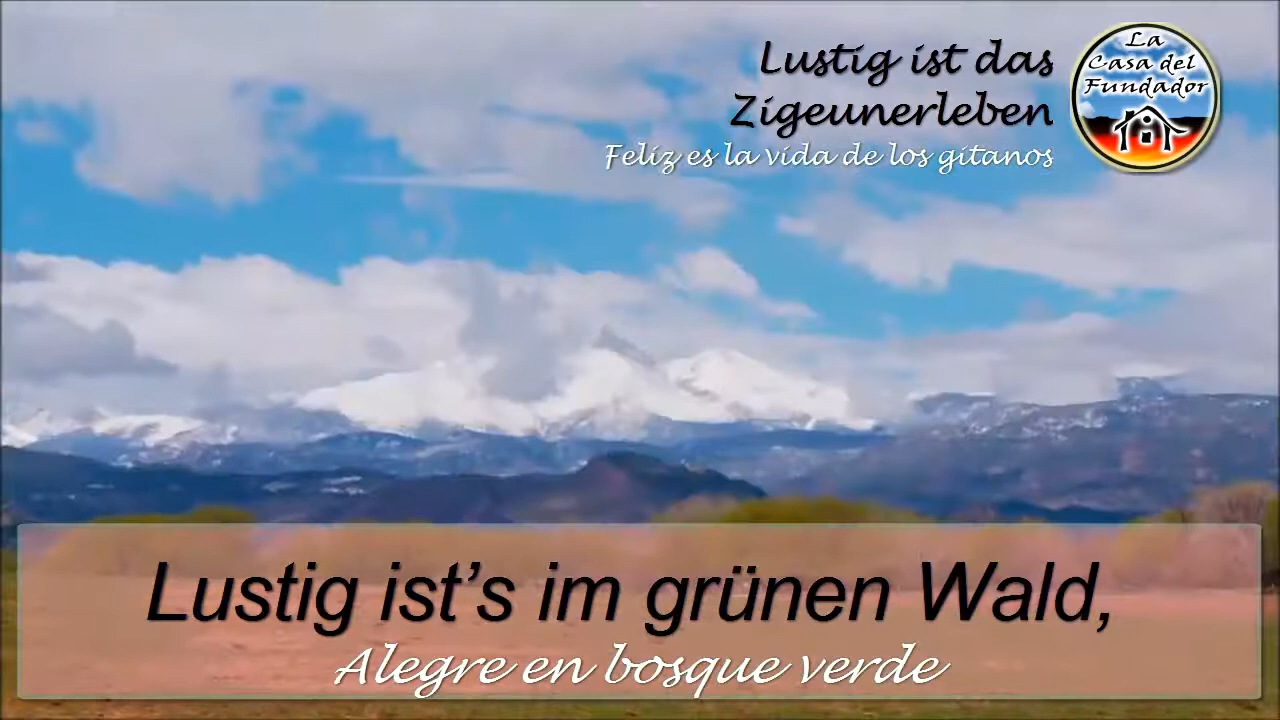 Lustig ist das
Zigeunerleben
Feliz es la vida de los gitanos
La
Casa del
Fundador
Lustig ist’s im grünen Wald,
Alegre en bosque verde